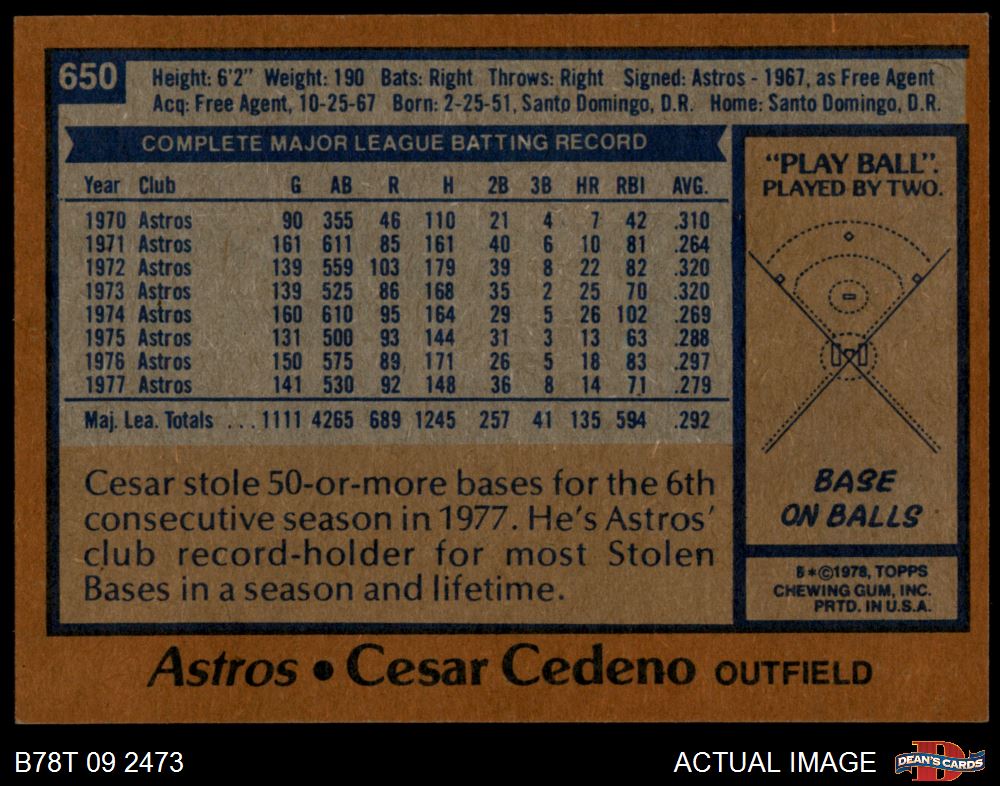 650
Height: 6'2" Weight: 190 Bats: Right Throws: Right Signed: Astros - 1967, as Free Agent
Acq: Free Agent, 10-25-67 Born: 2-25-51, Santo Domingo, D.R. Home: Santo Domingo, D.R.
COMPLETE MAJOR LEAGUE BATTING RECORD
Year Club G AB R H 2B 3B HR RBI AVG.
1970 Astros 90 355 46 110 21 4 7 42 .310
1971 Astros 161 611 85 161 40 6 10 81 .264
1972 Astros 139 559 103 179 39 8 22 82 .320
1973 Astros 139 525 86 168 35 2 25 70 .320
1974 Astros 160 610 95 164 29 5 26 102 .269
1975 Astros 131 500 93 144 31 3 13 63 .288
1976 Astros 150 575 89 171 26 5 18 83 .297
1977 Astros 141 530 92 148 36 8 14 71 .279
Maj. Lea. Totals ... 1111 4265 689 1245 257 41 135 594 .292
Cesar stole 50-or-more bases for the 6th
consecutive season in 1977. He's Astros'
club record-holder for most Stolen
Bases in a season and lifetime.
"PLAY BALL".
PLAYED BY TWO.
BASE
ON BALLS
B*©1978, TOPPS
CHEWING GUM, INC.
PRTD. IN U.S.A.
Astros • Cesar Cedeno OUTFIELD
B78T 09 2473
ACTUAL IMAGE
D
DEAN'S CARDS